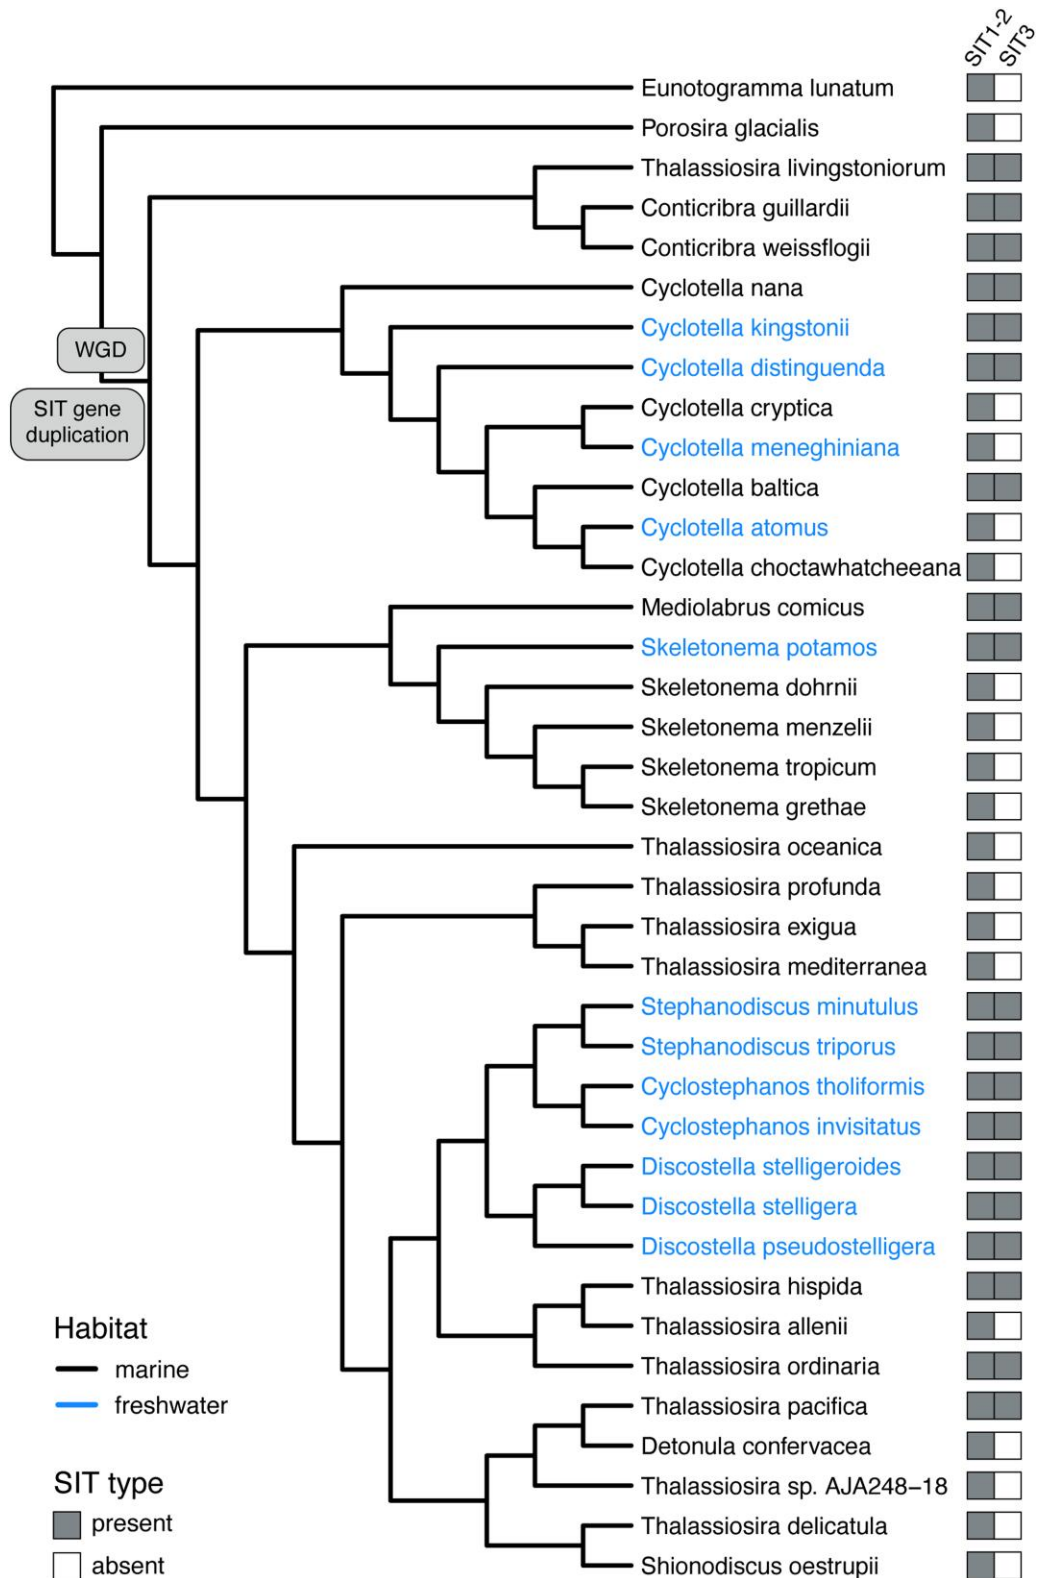 SIT1-2
SIT3
Eunotogramma lunatum
Porosira glacialis
Thalassiosira livingstoniorum
Conticribra guillardii
Conticribra weissflogii
Cyclotella nana
Cyclotella kingstonii
WGD
Cyclotella distinguenda
SIT gene
duplication
Cyclotella cryptica
Cyclotella meneghiniana
Cyclotella baltica
Cyclotella atomus
Cyclotella choctawhatcheeana
Mediolabrus comicus
Skeletonema potamos
Skeletonema dohrnii
Skeletonema menzelii
Skeletonema tropicum
Skeletonema grethae
Thalassiosira oceanica
Thalassiosira profunda
Thalassiosira exigua
Thalassiosira mediterranea
Stephanodiscus minutulus
Stephanodiscus triporus
Cyclostephanos tholiformis
Cyclostephanos invisitatus
Discostella stelligeroides
Discostella stelligera
Discostella pseudostelligera
Thalassiosira hispida
Thalassiosira allenii
Thalassiosira ordinaria
Thalassiosira pacifica
Detonula confervacea
Thalassiosira sp. AJA248−18
Thalassiosira delicatula
Shionodiscus oestrupii
Habitat
marine
freshwater
SIT type
present
absent